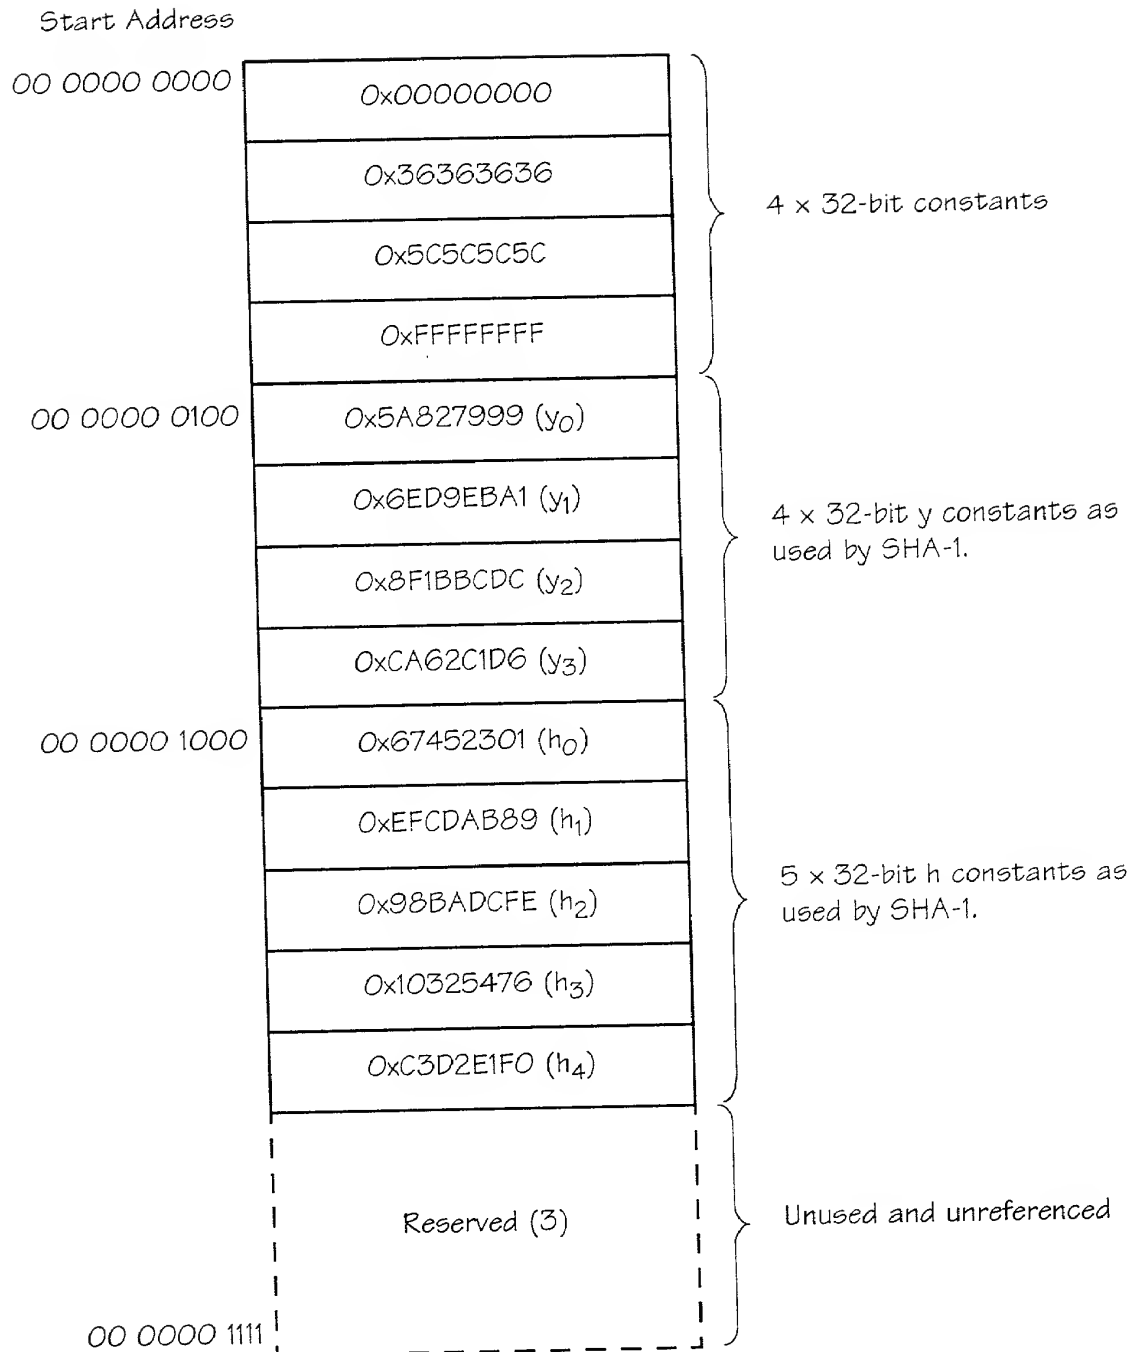 Start Address
00 0000 0000
0x00000000
0x36363636
0x5C5C5C5C
0xFFFFFFFF
4 x 32-bit constants
00 0000 0100
0x5A827999 (y0)
0x6ED9EBA1 (y1)
0x8F1BBCDC (y2)
0xCA62C1D6 (y3)
4 x 32-bit y constants as
used by SHA-1.
00 0000 1000
0x67452301 (h0)
0xEFCDAB89 (h1)
0x98BADCFE (h2)
0x10325476 (h3)
0xC3D2E1F0 (h4)
5 x 32-bit h constants as
used by SHA-1.
Reserved (3)
Unused and unreferenced
00 0000 1111